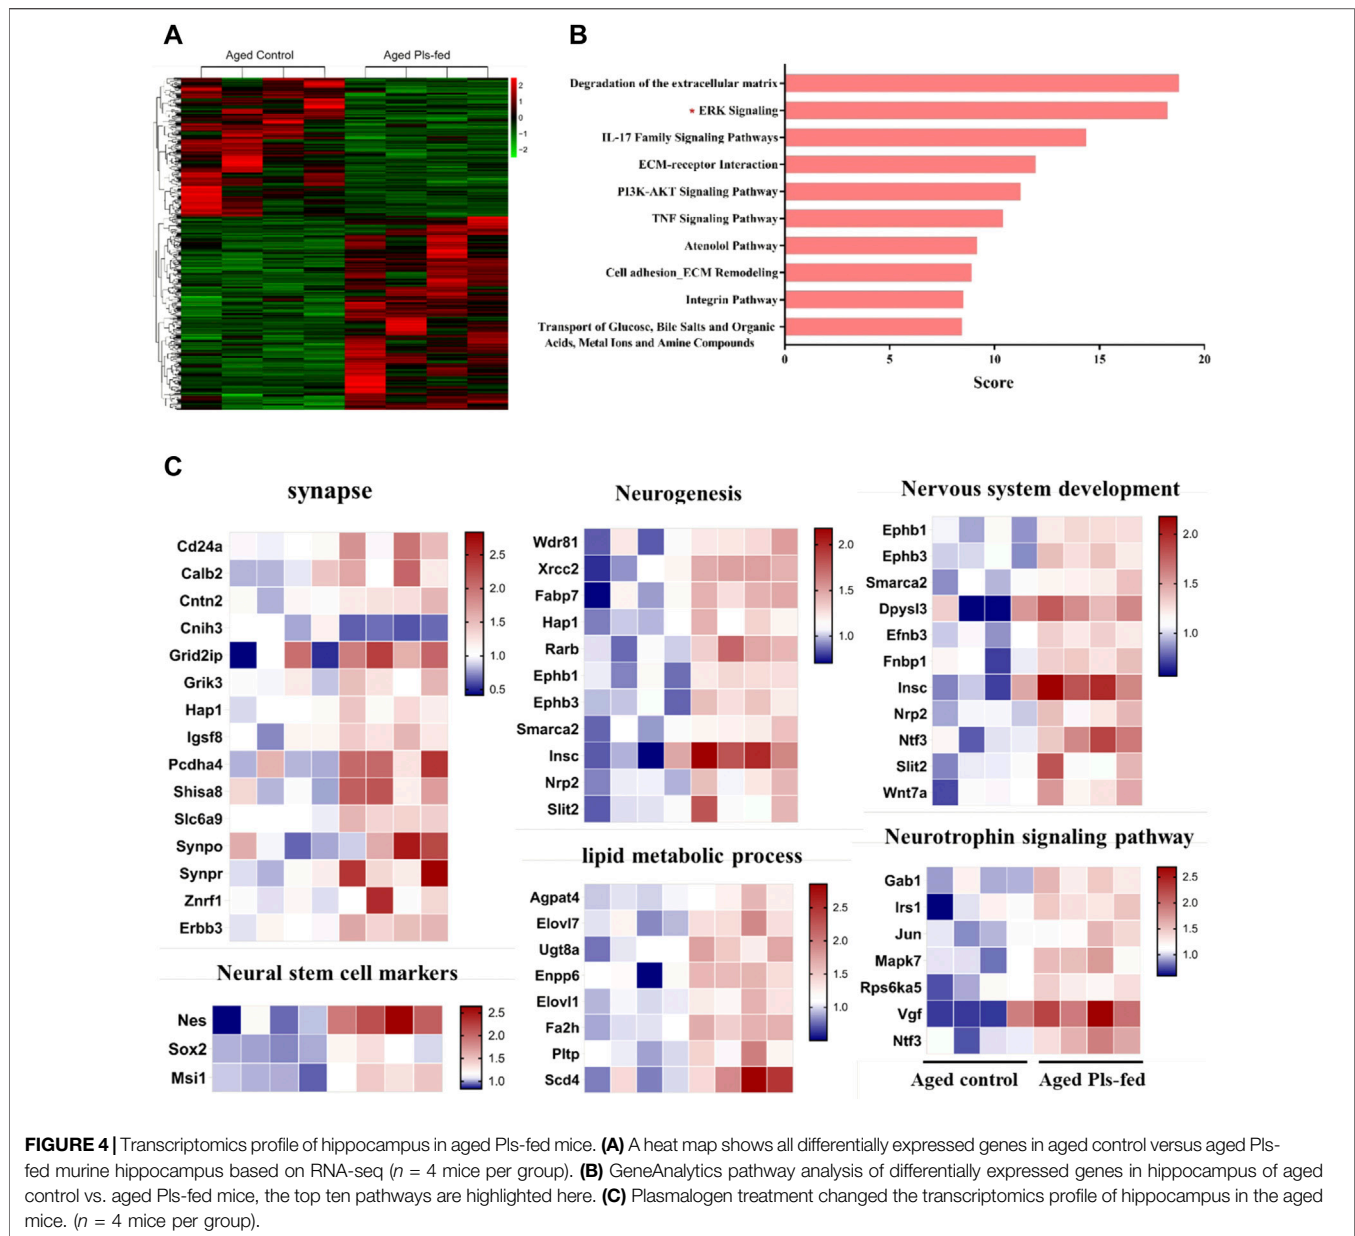 A
Aged Control
Aged Pls-fed
2
1
0
−1
−2
B
Degradation of the extracellular matrix
* ERK Signaling
IL-17 Family Signaling Pathways
ECM-receptor Interaction
PI3K-AKT Signaling Pathway
TNF Signaling Pathway
Atenolol Pathway
Cell adhesion_ECM Remodeling
Integrin Pathway
Transport of Glucose, Bile Salts and Organic
Acids, Metal Ions and Amine Compounds
0 5 10 15 20
Score
C
synapse
Cd24a
Calb2
Cntn2
Cnih3
Grid2ip
Grik3
Hap1
Igsf8
Pcdha4
Shisa8
Slc6a9
Synpo
Synpr
Znrf1
Erbb3
2.5
2.0
1.5
1.0
0.5
Neural stem cell markers
Nes
Sox2
Msi1
2.5
2.0
1.5
1.0
Neurogenesis
Wdr81
Xrcc2
Fabp7
Hap1
Rarb
Ephb1
Ephb3
Smarca2
Insc
Nrp2
Slit2
2.0
1.5
1.0
lipid metabolic process
Agpat4
Elovl7
Ugt8a
Enpp6
Elovl1
Fa2h
Pltp
Scd4
2.5
2.0
1.5
1.0
Nervous system development
Ephb1
Ephb3
Smarca2
Dpysl3
Efnb3
Fnbp1
Insc
Nrp2
Ntf3
Slit2
Wnt7a
2.0
1.5
1.0
Neurotrophin signaling pathway
Gab1
Irs1
Jun
Mapk7
Rps6ka5
Vgf
Ntf3
2.5
2.0
1.5
1.0
Aged control
Aged Pls-fed
FIGURE 4 | Transcriptomics profile of hippocampus in aged Pls-fed mice. (A) A heat map shows all differentially expressed genes in aged control versus aged Pls-
fed murine hippocampus based on RNA-seq (n = 4 mice per group). (B) GeneAnalytics pathway analysis of differentially expressed genes in hippocampus of aged
control vs. aged Pls-fed mice, the top ten pathways are highlighted here. (C) Plasmalogen treatment changed the transcriptomics profile of hippocampus in the aged
mice. (n = 4 mice per group).